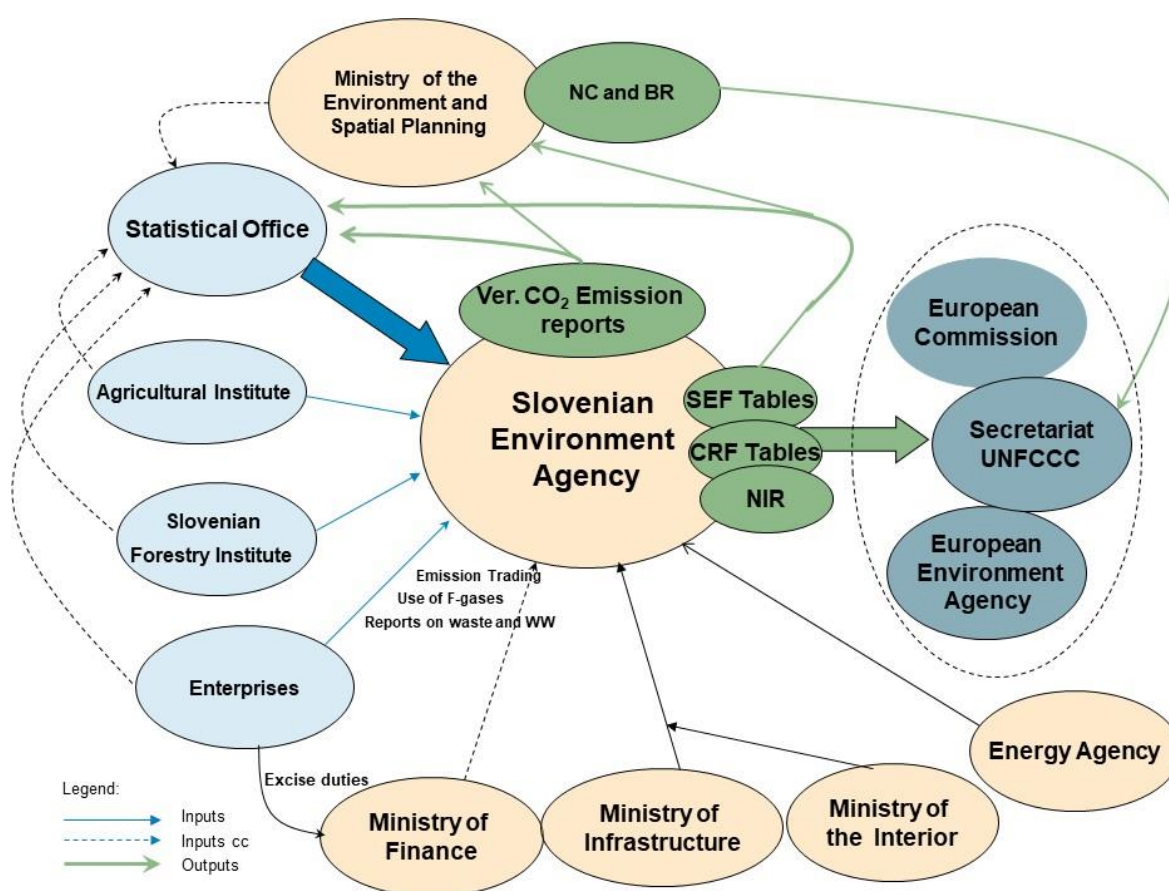 Ministry of the
Environment and
Spatial Planning
NC and BR
Statistical Office
Ver. CO₂ Emission
reports
European
Commission
Agricultural Institute
Slovenian
Environment
Agency
SEF Tables
CRF Tables
NIR
Secretariat
UNFCCC
Slovenian
Forestry Institute
European
Environment
Agency
Emission Trading
Use of F-gases
Reports on waste and WW
Enterprises
Energy Agency
Excise duties
Ministry of
Finance
Ministry of
Infrastructure
Ministry of
the Interior
Legend:
Inputs
Inputs cc
Outputs